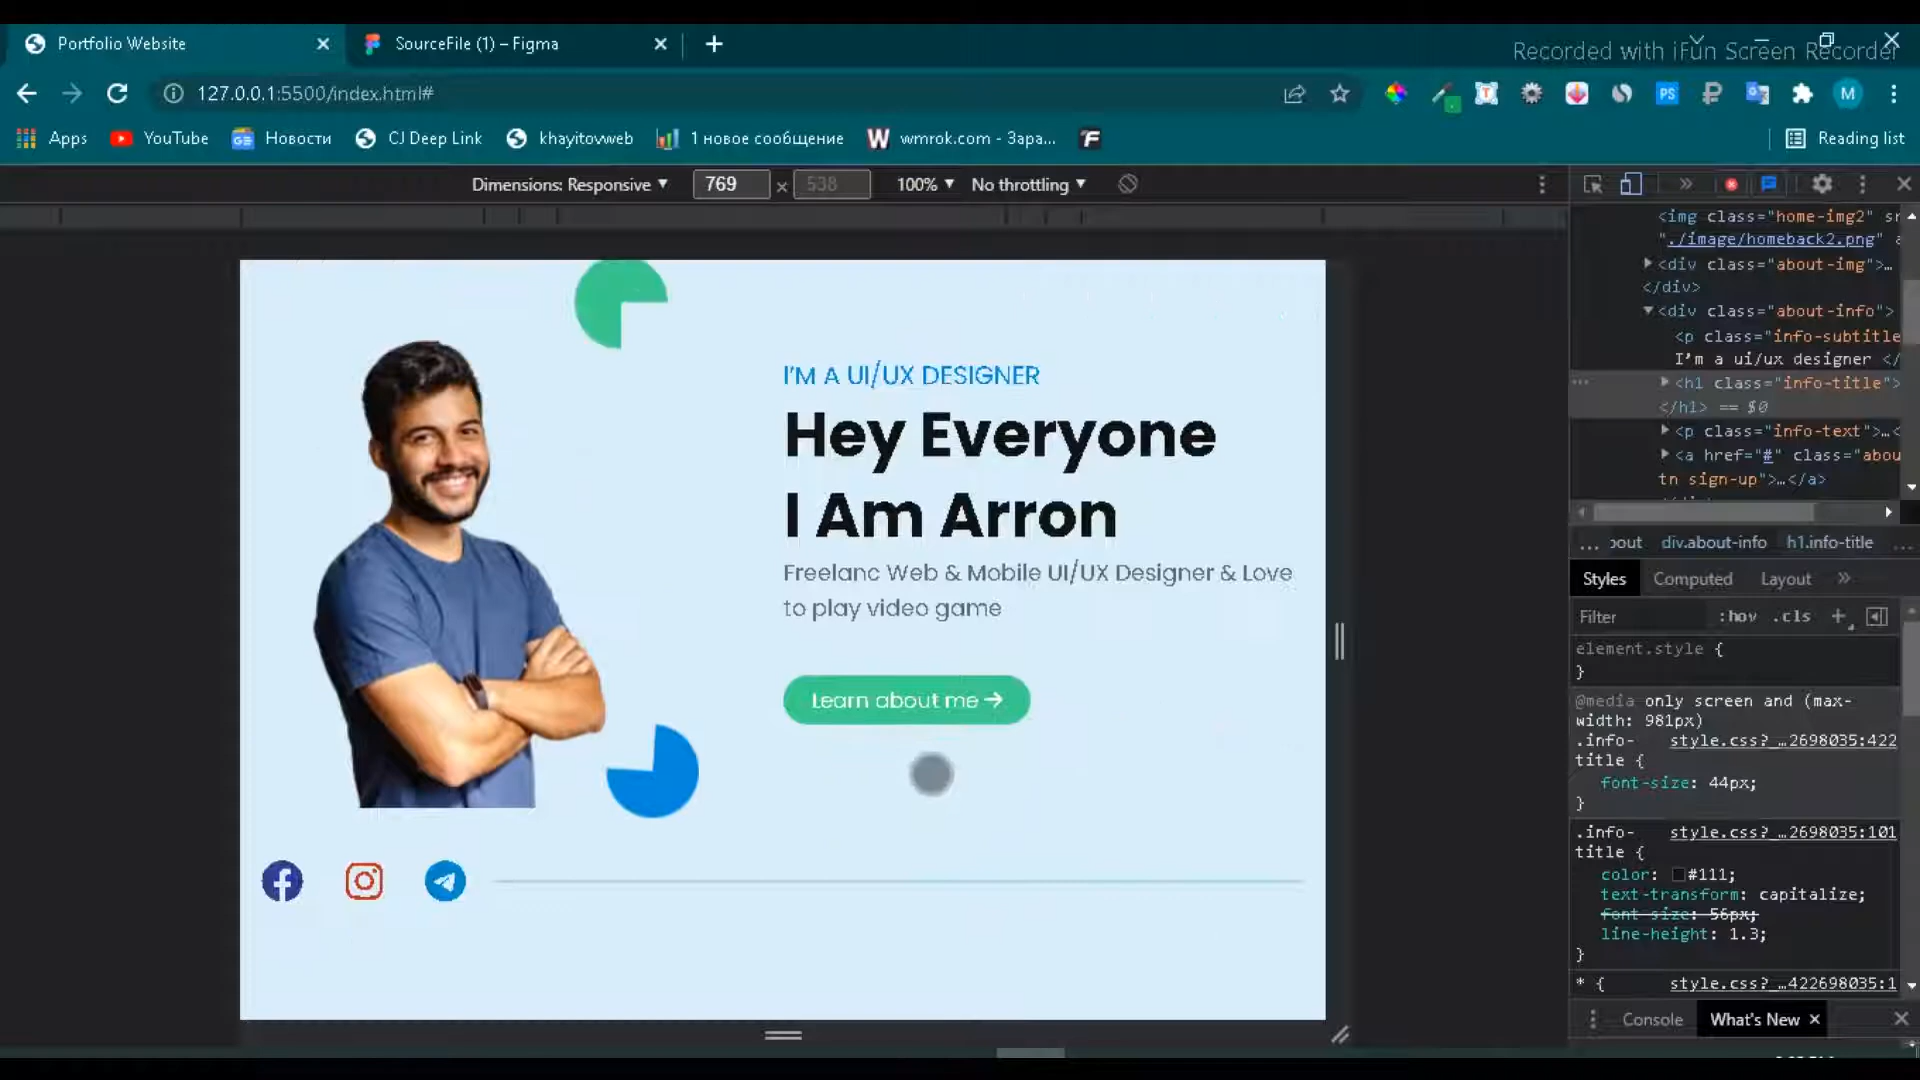 Portfolio Website
SourceFile (1) – Figma
Recorded with iFun Screen Recorder
127.0.0.1:5500/index.html#
PS
M
Apps
YouTube
GE
Новости
CJ Deep Link
khayitovweb
1 новое сообщение
W
wmrok.com - Зара...
Reading list
Dimensions: Responsive
769
×
538
100%
No throttling
<img class="home-img2" sr
"./image/homeback2.png" a
<div class="about-img">…
</div>
<div class="about-info">
<p class="info-subtitle
I’m a ui/ux designer </
<h1 class="info-title">
</h1> == $0
<p class="info-text">…<
<a href="#" class="abou
tn sign-up">…</a>
I’M A UI/UX DESIGNER
Hey Everyone
I Am Arron
Freelanc Web & Mobile UI/UX Designer & Love
to play video game
Learn about me
... bout div.about-info h1.info-title ...
Styles Computed Layout
Filter :hov .cls
element.style {
}
@media only screen and (max-
width: 981px)
.info- style.css?_…2698035:422
title {
font-size: 44px;
}
.info- style.css?_…2698035:101
title {
color: #111;
text-transform: capitalize;
font-size: 56px;
line-height: 1.3;
}
* { style.css?_…422698035:1
Console What's New